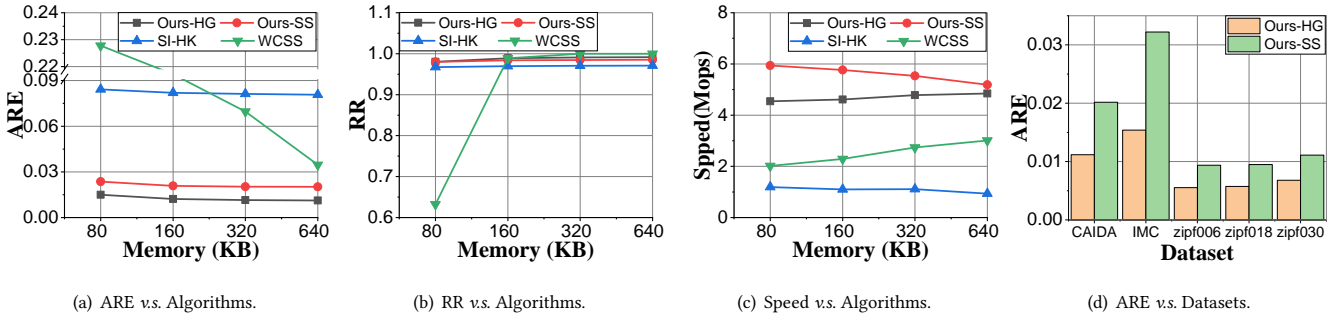 Ours-HG Ours-SS
SI-HK WCSS
0.23
0.22
0.09
0.06
0.03
0.00
ARE
80 160 320 640
Memory (KB)
(a) ARE v.s. Algorithms.
Ours-HG Ours-SS
SI-HK WCSS
1.1
1.0
0.9
0.8
0.7
0.6
RR
80 160 320 640
Memory (KB)
(b) RR v.s. Algorithms.
Ours-HG Ours-SS
SI-HK WCSS
8
6
4
2
0
Spped(Mops)
80 160 320 640
Memory (KB)
(c) Speed v.s. Algorithms.
Ours-HG
Ours-SS
0.03
0.02
0.01
0.00
ARE
CAIDA IMC zipf006 zipf018 zipf030
Dataset
(d) ARE v.s. Datasets.